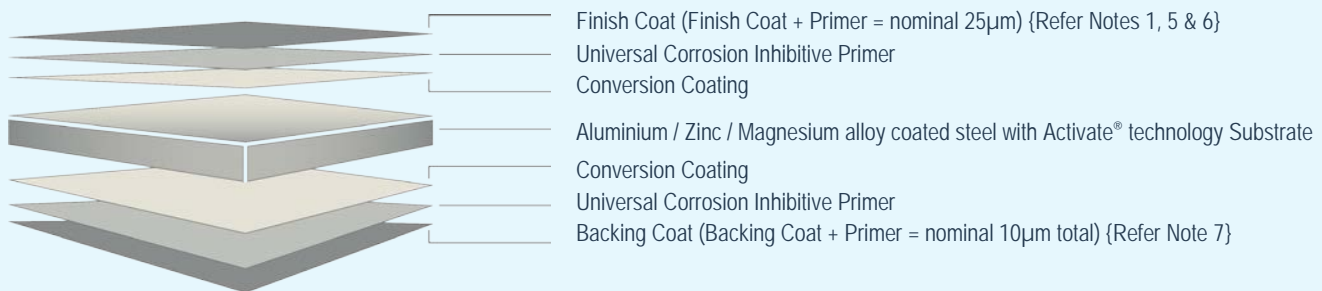 Finish Coat (Finish Coat + Primer = nominal 25µm) {Refer Notes 1, 5 & 6}
Universal Corrosion Inhibitive Primer
Conversion Coating
Aluminium / Zinc / Magnesium alloy coated steel with Activate® technology Substrate
Conversion Coating
Universal Corrosion Inhibitive Primer
Backing Coat (Backing Coat + Primer = nominal 10µm total) {Refer Note 7}